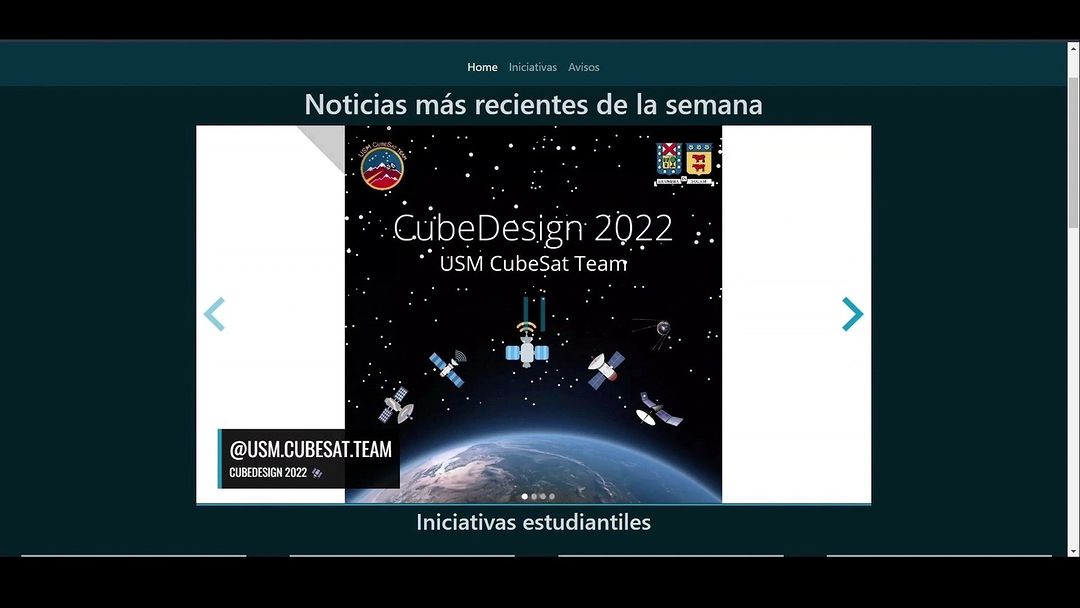 Home Iniciativas Avisos
Noticias más recientes de la semana
USM CUBESAT TEAM
CubeDesign 2022
USM CubeSat Team
@USM.CUBESAT.TEAM
CUBEDESIGN 2022
Iniciativas estudiantiles